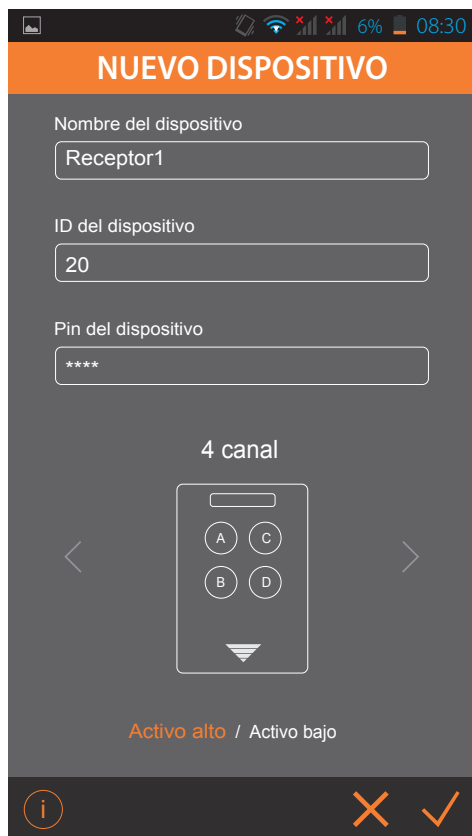 6% 08:30
NUEVO DISPOSITIVO
Nombre del dispositivo
Receptor1
ID del dispositivo
20
Pin del dispositivo
****
4 canal
A C
B D
Activo alto / Activo bajo
i